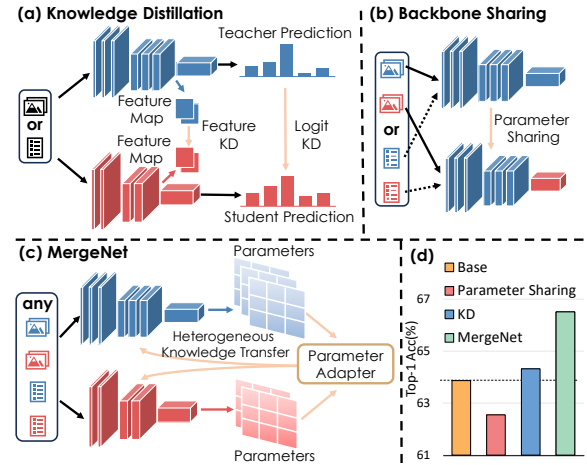 (a) Knowledge Distillation
or
Feature
Map
Feature
Map
Feature
KD
Logit
KD
Teacher Prediction
Student Prediction
(b) Backbone Sharing
or
Parameter
Sharing
(c) MergeNet
any
Parameters
Heterogeneous
Knowledge Transfer
Parameter
Adapter
Parameters
(d)
Base
Parameter Sharing
KD
MergeNet
Top-1 Acc(%)
67
65
63
61